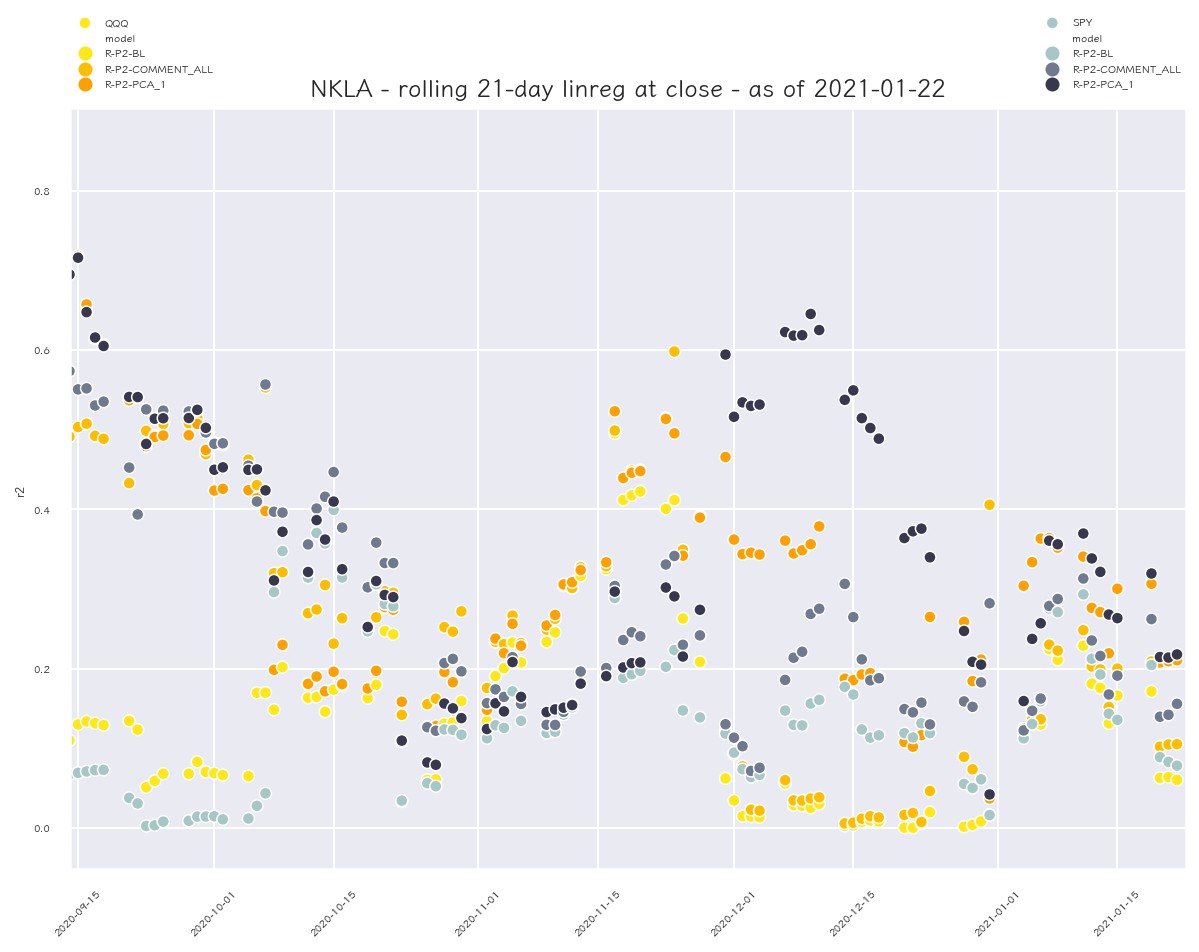 QQQ
model
R-P2-BL
R-P2-COMMENT_ALL
R-P2-PCA_1
SPY
model
R-P2-BL
R-P2-COMMENT_ALL
R-P2-PCA_1
NKLA - rolling 21-day linreg at close - as of 2021-01-22
r2
0.8
0.6
0.4
0.2
0.0
2020-09-15
2020-10-01
2020-10-15
2020-11-01
2020-11-15
2020-12-01
2020-12-15
2021-01-01
2021-01-15